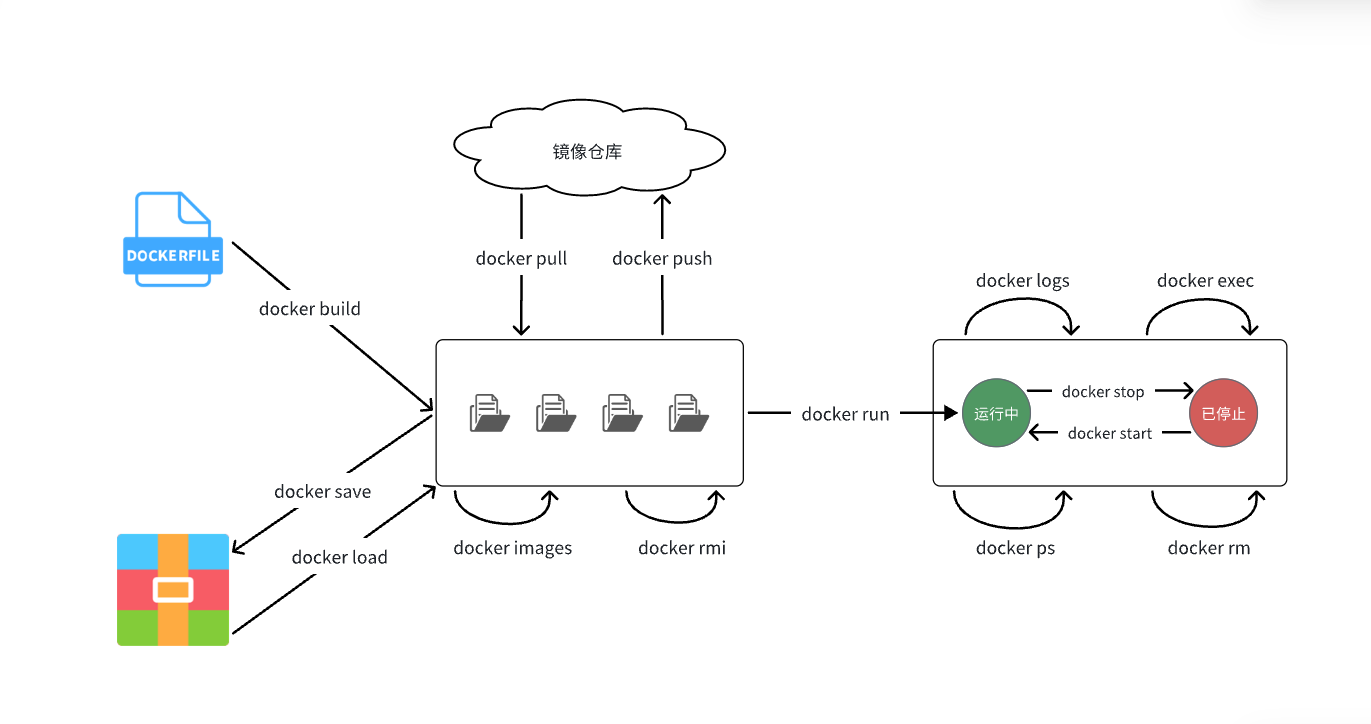 镜像仓库
DOCKERFILE
docker pull
docker push
docker build
docker logs
docker exec
docker stop
运行中
docker run
已停止
docker start
docker save
docker load
docker images
docker rmi
docker ps
docker rm